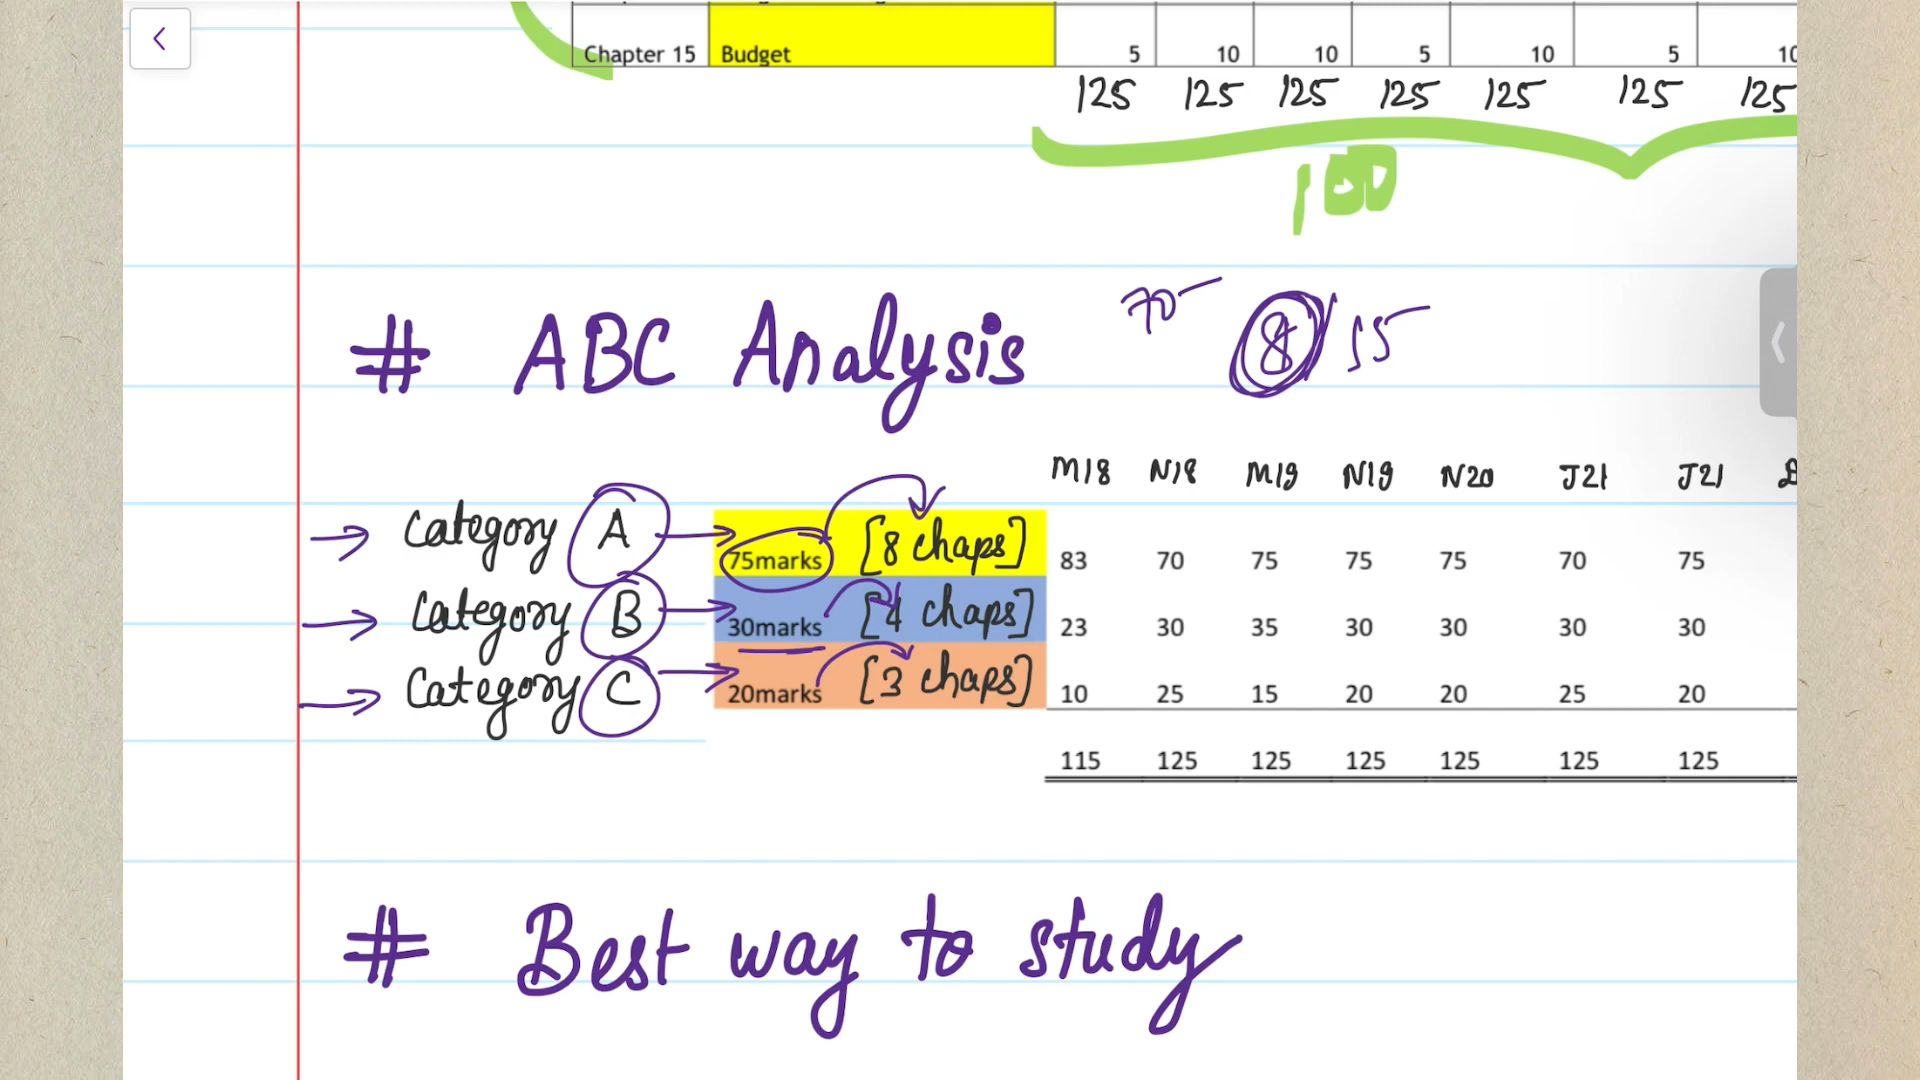 Chapter 15 Budget 5 10 10 5 10 5 10
125 125 125 125 125 125 125
100
# ABC Analysis 70 8 15
M18 N18 M19 N19 N20 J21 J21
Category A 75marks [8 chaps] 83 70 75 75 75 70 75
Category B 30marks [4 chaps] 23 30 35 30 30 30 30
Category C 20marks [3 chaps] 10 25 15 20 20 25 20
115 125 125 125 125 125 125
# Best way to study